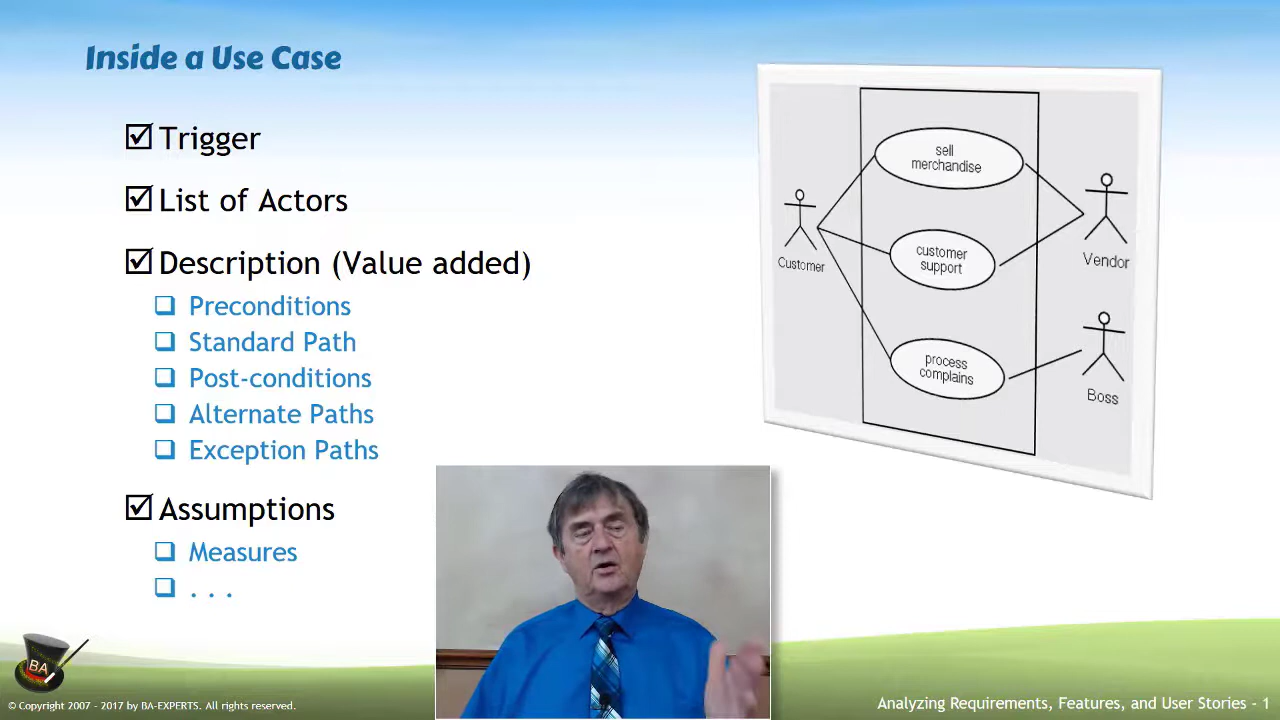 Inside a Use Case
Trigger
List of Actors
Description (Value added)
Preconditions
Standard Path
Post-conditions
Alternate Paths
Exception Paths
Assumptions
Measures
. . .
sell
merchandise
customer
support
process
complains
Customer
Vendor
Boss
BA
© Copyright 2007 - 2017 by BA-EXPERTS. All rights reserved.
Analyzing Requirements, Features, and User Stories - 1